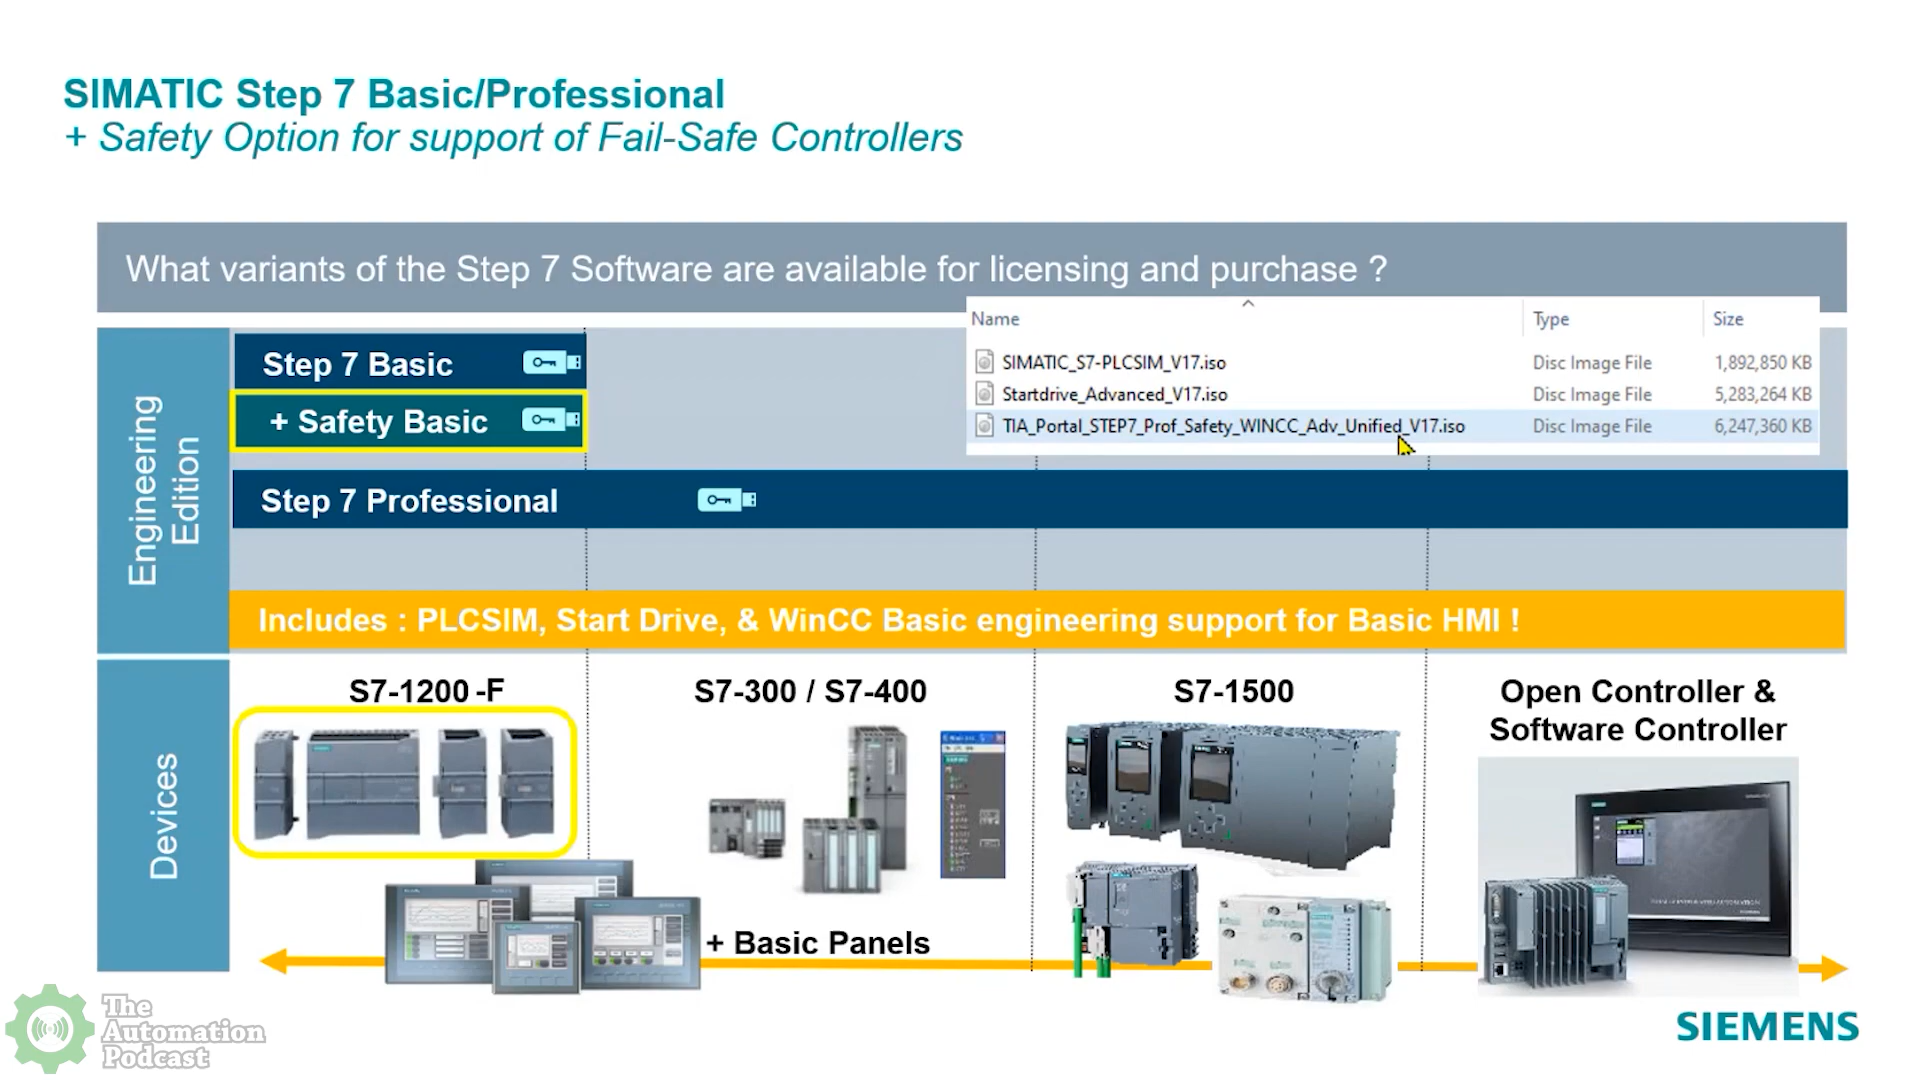 SIMATIC Step 7 Basic/Professional
+ Safety Option for support of Fail-Safe Controllers
What variants of the Step 7 Software are available for licensing and purchase ?
Name Type Size
SIMATIC_S7-PLCSIM_V17.iso Disc Image File 1,892,850 KB
Startdrive_Advanced_V17.iso Disc Image File 5,283,264 KB
TIA_Portal_STEP7_Prof_Safety_WINCC_Adv_Unified_V17.iso Disc Image File 6,247,360 KB
Engineering
Edition
Step 7 Basic
+ Safety Basic
Step 7 Professional
Includes : PLCSIM, Start Drive, & WinCC Basic engineering support for Basic HMI !
Devices
S7-1200 -F
S7-300 / S7-400
S7-1500
Open Controller &
Software Controller
+ Basic Panels
The
Automation
Podcast
SIEMENS